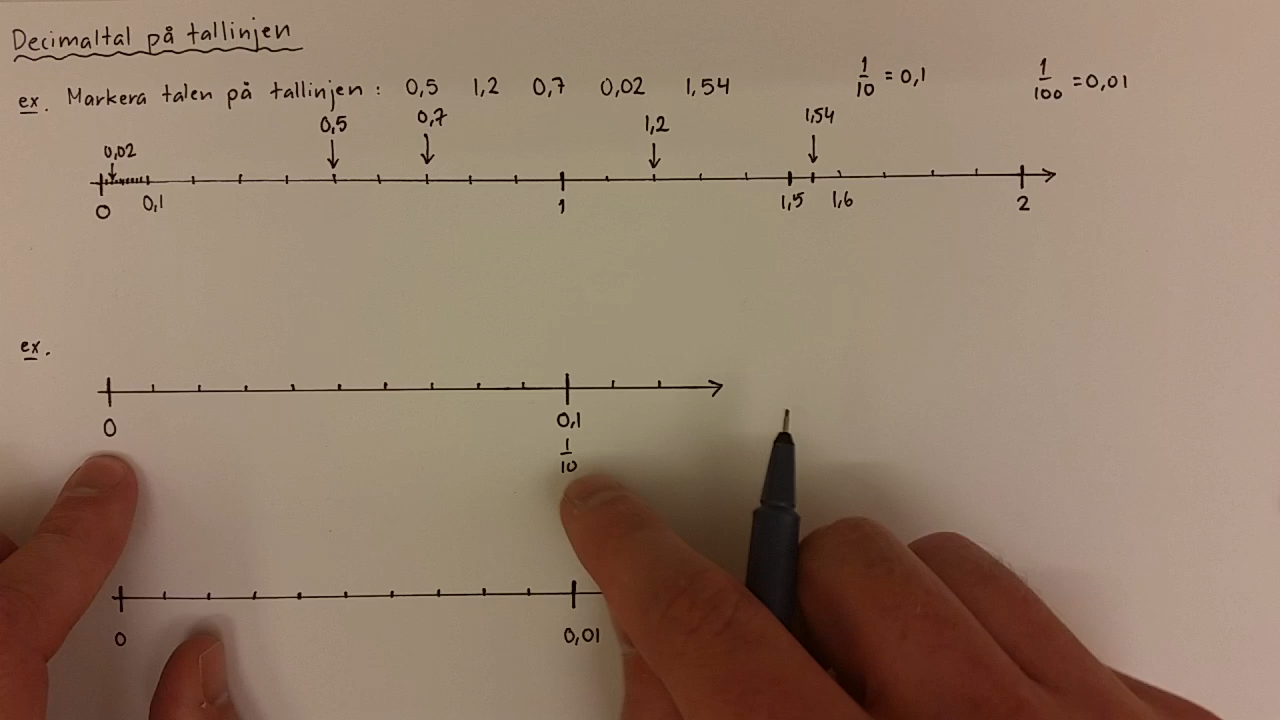 Decimaltal på tallinjen
ex. Markera talen på tallinjen : 0,5 1,2 0,7 0,02 1,54 1/10 = 0,1 1/100 = 0,01
0,02 0,5 0,7 1,2 1,54
0 0,1 1 1,5 1,6 2
ex.
0 0,1
1/10
0 0,01